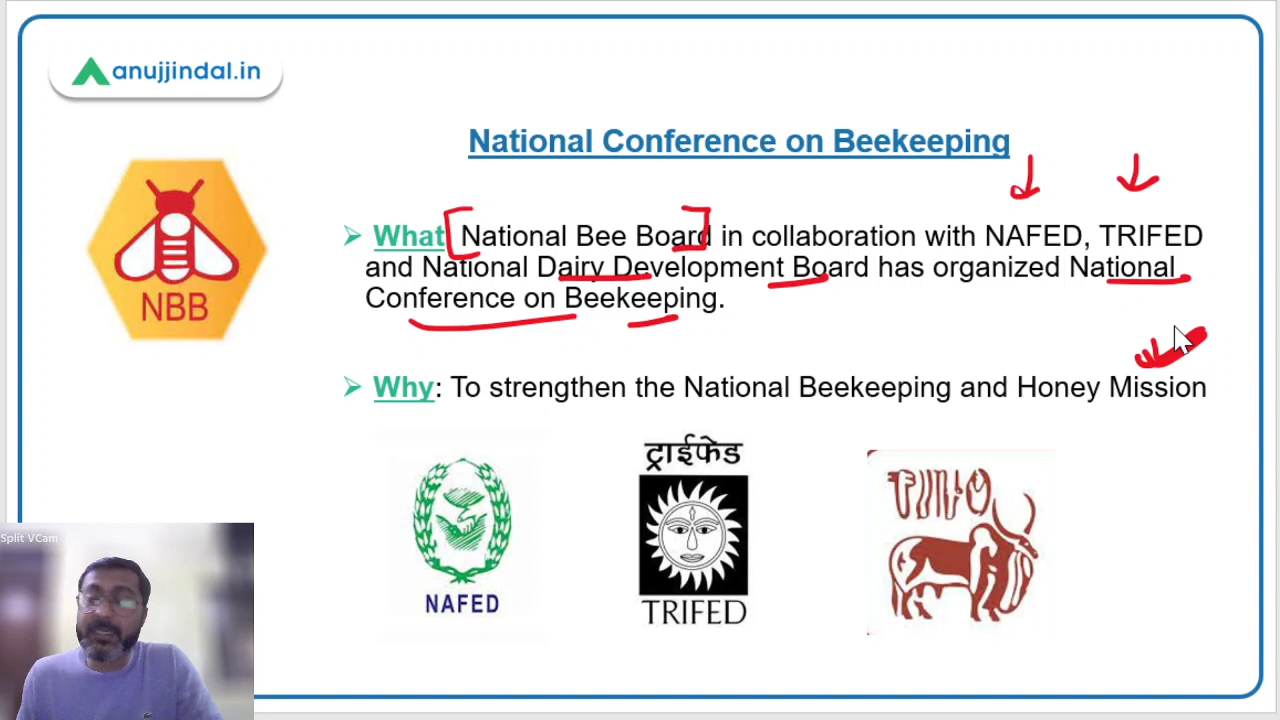 anujjindal.in
National Conference on Beekeeping
What National Bee Board in collaboration with NAFED, TRIFED
and National Dairy Development Board has organized National
Conference on Beekeeping.
NBB
Why: To strengthen the National Beekeeping and Honey Mission
ट्राईफेड
NAFED
TRIFED
Split VCam